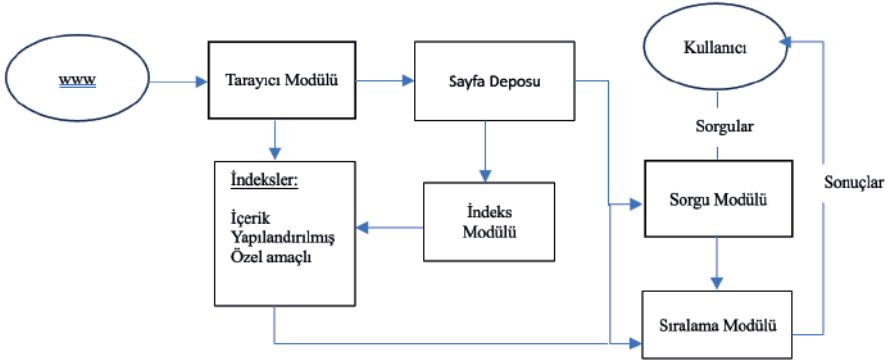 www
Tarayıcı Modülü
Sayfa Deposu
Kullanıcı
Sorgular
İndeksler:
İçerik
Yapılandırılmış
Özel amaçlı
İndeks
Modülü
Sorgu Modülü
Sonuçlar
Sıralama Modülü